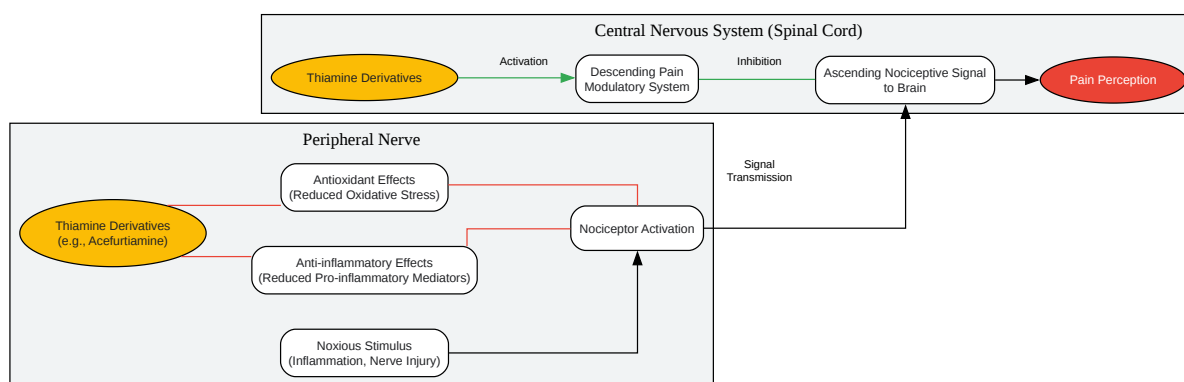 Central Nervous System (Spinal Cord)
Thiamine Derivatives
Activation
Descending Pain
Modulatory System
Inhibition
Ascending Nociceptive Signal
to Brain
Pain Perception
Peripheral Nerve
Signal
Transmission
Antioxidant Effects
(Reduced Oxidative Stress)
Thiamine Derivatives
(e.g., Acefurtiamine)
Nociceptor Activation
Anti-inflammatory Effects
(Reduced Pro-inflammatory Mediators)
Noxious Stimulus
(Inflammation, Nerve Injury)